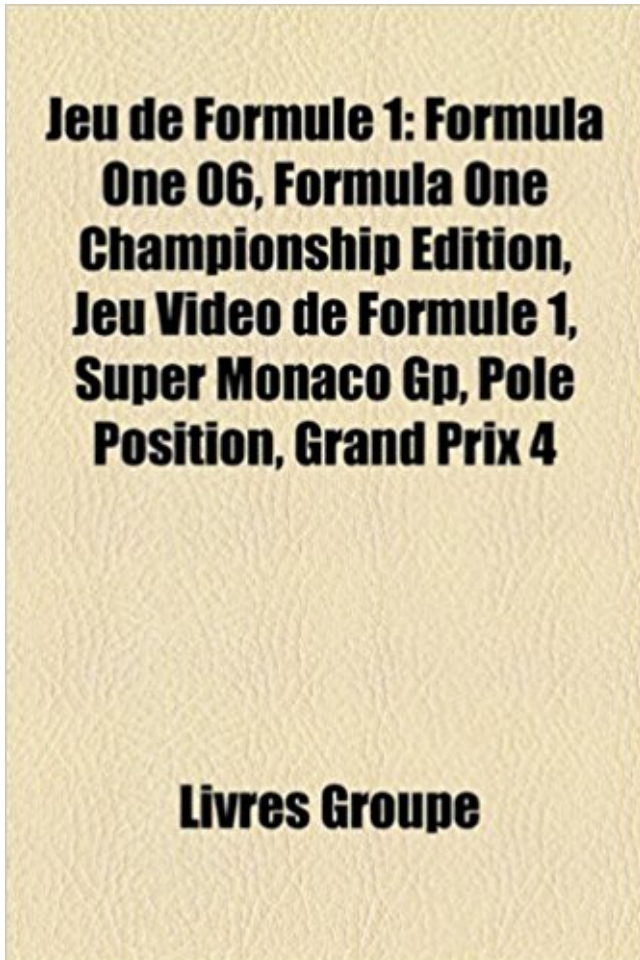 Jeu de Formule 1: Formula
One 06, Formula One
Championship Edition,
Jeu Vidéo de Formule 1,
Super Monaco Gp, Pole
Position, Grand Prix 4
Livres Groupe